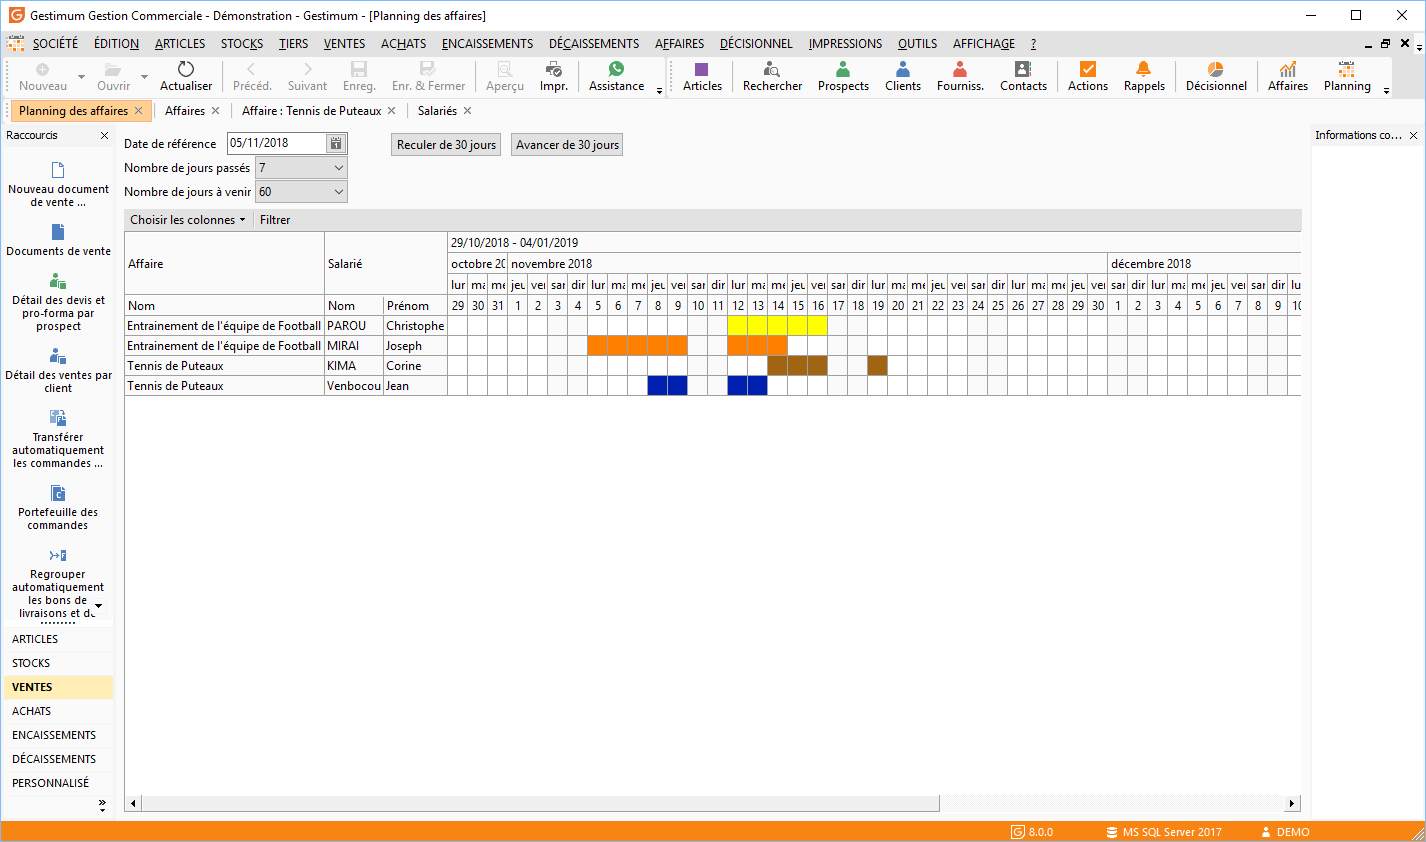 Gestimum Gestion Commerciale - Démonstration - Gestimum - [Planning des affaires]
SOCIÉTÉ ÉDITION ARTICLES STOCKS TIERS VENTES ACHATS ENCAISSEMENTS DÉCAISSEMENTS AFFAIRES DÉCISIONNEL IMPRESSIONS OUTILS AFFICHAGE ?
Nouveau Ouvrir Actualiser Précéd. Suivant Enreg. Enr. & Fermer Aperçu Impr. Assistance Articles Rechercher Prospects Clients Fourniss. Contacts Actions Rappels Décisionnel Affaires Planning
Planning des affaires Affaires Affaire : Tennis de Puteaux Salariés
Raccourcis
Nouveau document
de vente ...
Documents de vente
Détail des devis et
pro-forma par
prospect
Détail des ventes par
client
Transférer
automatiquement
les commandes ...
Portefeuille des
commandes
Regrouper
automatiquement
les bons de
livraisons et
ARTICLES
STOCKS
VENTES
ACHATS
ENCAISSEMENTS
DÉCAISSEMENTS
PERSONNALISÉ
Date de référence 05/11/2018 Reculer de 30 jours Avancer de 30 jours
Nombre de jours passés 7
Nombre de jours à venir 60
Choisir les colonnes Filtrer
29/10/2018 - 04/01/2019
Affaire Salarié octobre 20 novembre 2018 décembre 2018
lur ma me jeu ver sar dir lur ma me jeu ver sar dir lur ma me jeu ver sar dir lur ma me jeu ver sar dir lur ma me jeu ver sar dir lur ma me jeu ver sar dir lu
Nom Nom Prénom 29 30 31 1 2 3 4 5 6 7 8 9 10 11 12 13 14 15 16 17 18 19 20 21 22 23 24 25 26 27 28 29 30 1 2 3 4 5 6 7 8 9 10
Entrainement de l'équipe de Football PAROU Christophe
Entrainement de l'équipe de Football MIRAI Joseph
Tennis de Puteaux KIMA Corine
Tennis de Puteaux Venbocou Jean
Informations co...
8.0.0 MS SQL Server 2017 DEMO